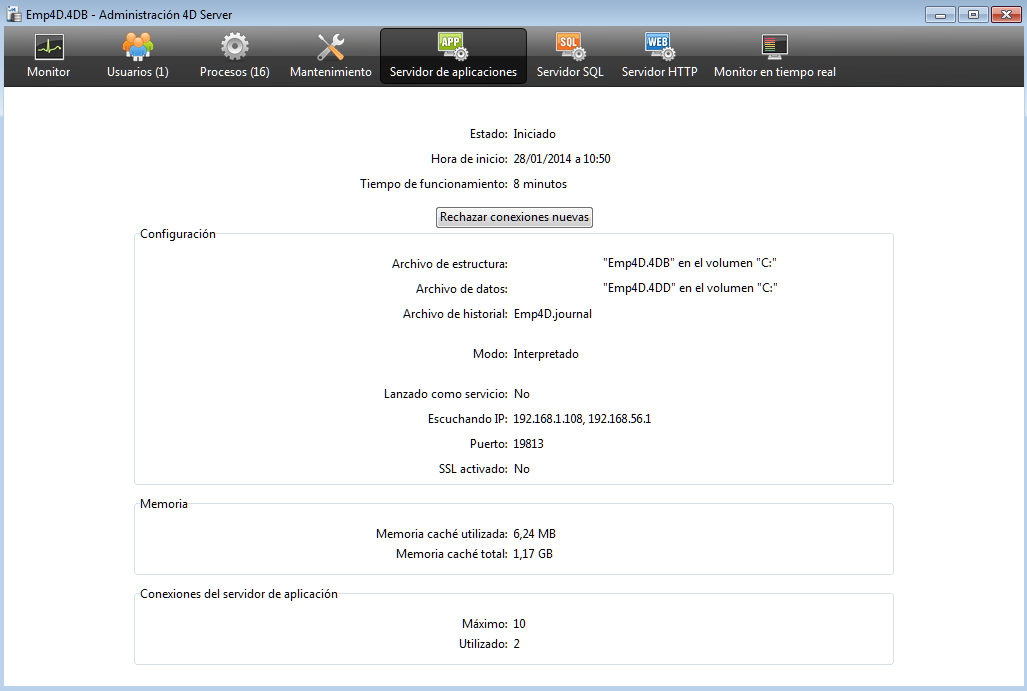 Emp4D.4DB - Administración 4D Server
Monitor
Usuarios (1)
Procesos (16)
Mantenimiento
APP
Servidor de aplicaciones
SQL
Servidor SQL
WEB
Servidor HTTP
Monitor en tiempo real
Estado: Iniciado
Hora de inicio: 28/01/2014 a 10:50
Tiempo de funcionamiento: 8 minutos
Rechazar conexiones nuevas
Configuración
Archivo de estructura: "Emp4D.4DB" en el volumen "C:"
Archivo de datos: "Emp4D.4DD" en el volumen "C:"
Archivo de historial: Emp4D.journal
Modo: Interpretado
Lanzado como servicio: No
Escuchando IP: 192.168.1.108, 192.168.56.1
Puerto: 19813
SSL activado: No
Memoria
Memoria caché utilizada: 6,24 MB
Memoria caché total: 1,17 GB
Conexiones del servidor de aplicación
Máximo: 10
Utilizado: 2